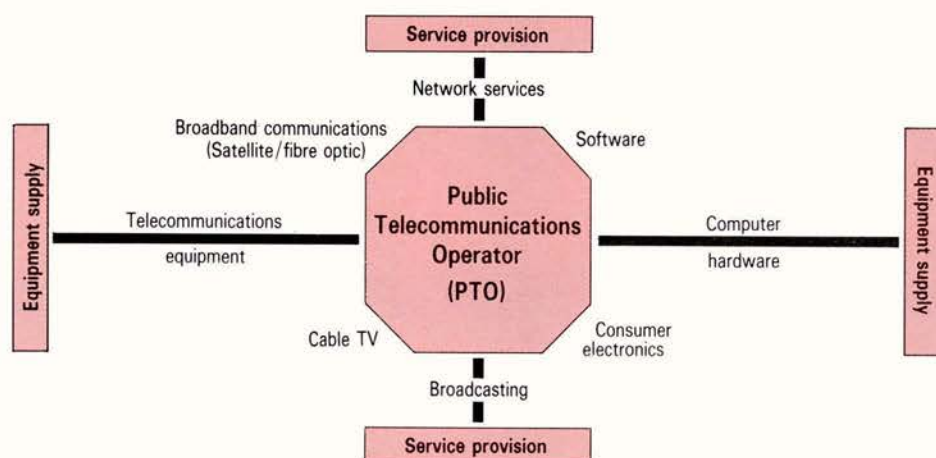 Service provision
Network services
Broadband communications
(Satellite/fibre optic)
Software
Equipment supply
Telecommunications
equipment
Public
Telecommunications
Operator
(PTO)
Computer
hardware
Equipment supply
Cable TV
Consumer
electronics
Broadcasting
Service provision